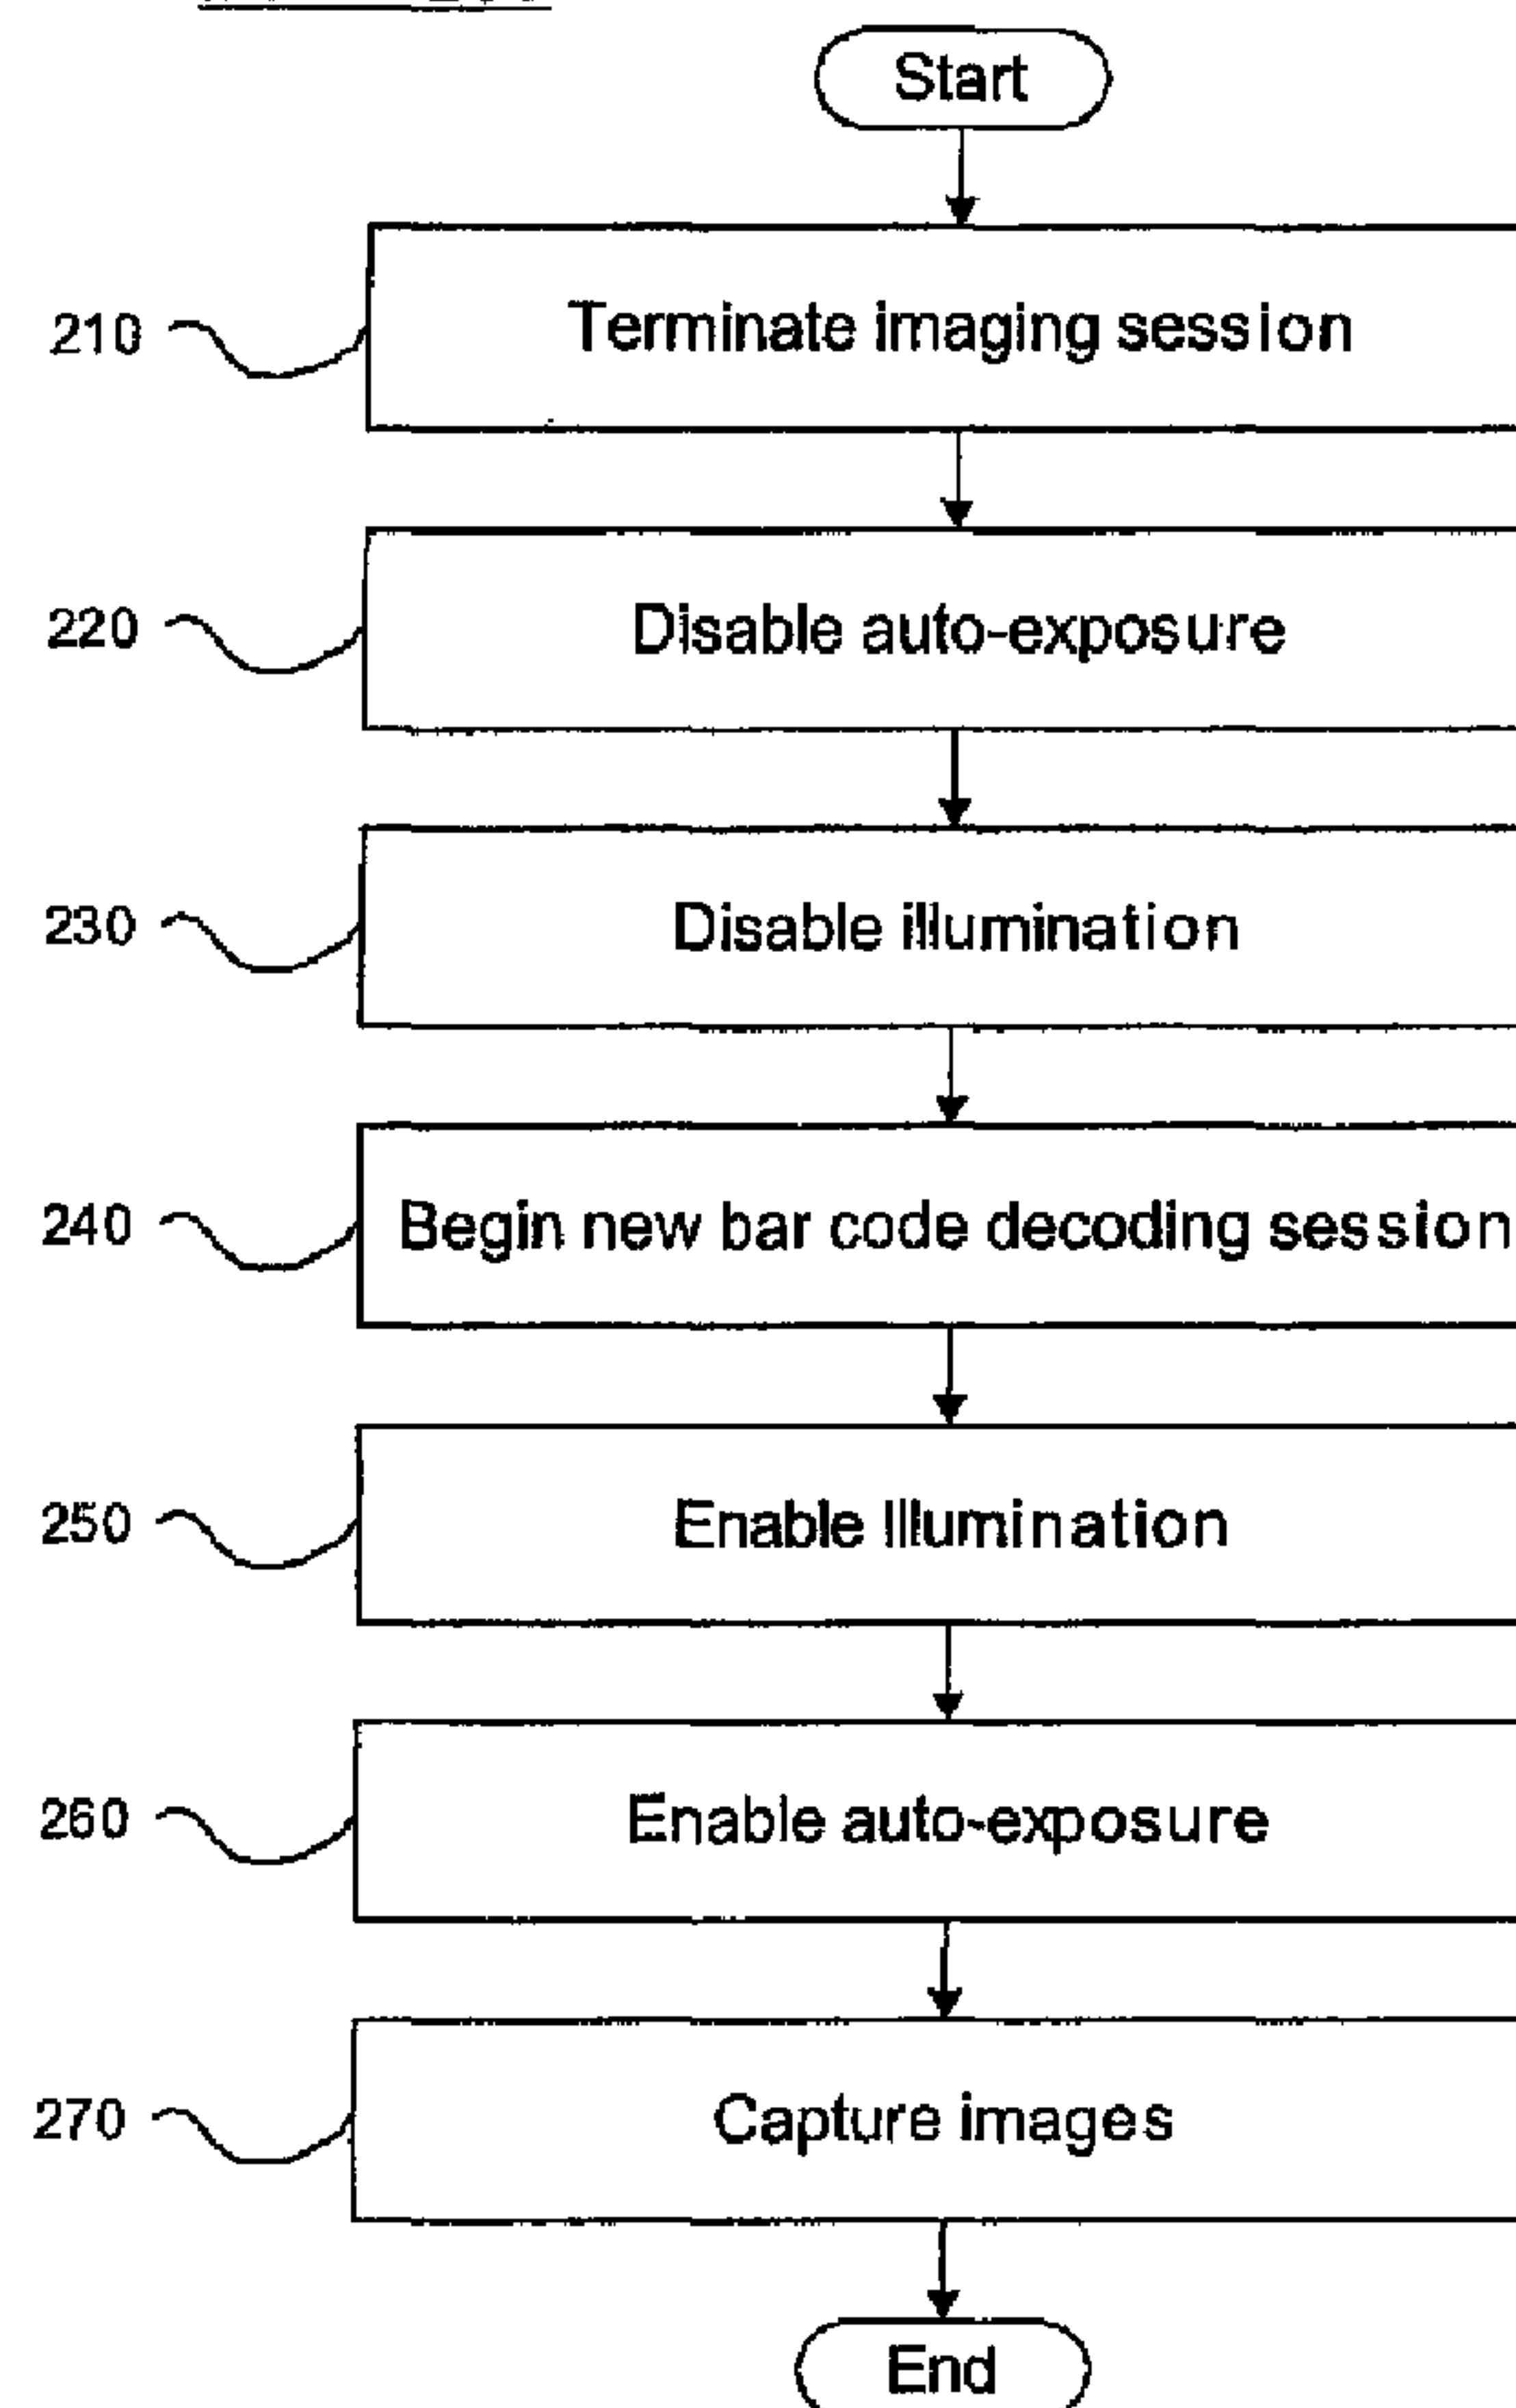 Start
210 Terminate imaging session
220 Disable auto-exposure
230 Disable illumination
240 Begin new bar code decoding session
250 Enable Illumination
260 Enable auto-exposure
270 Capture images
End